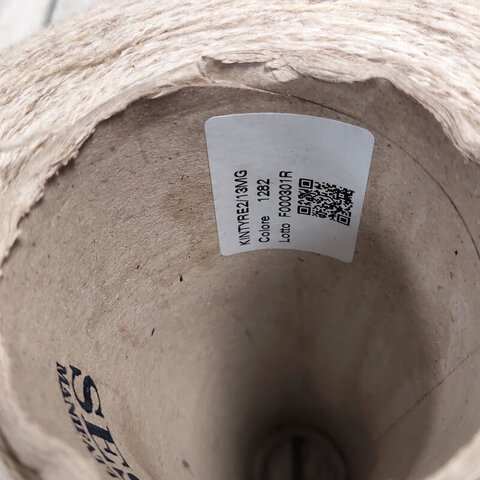 KINTYRE2/13MG
Colore 1282
Lotto F000301R